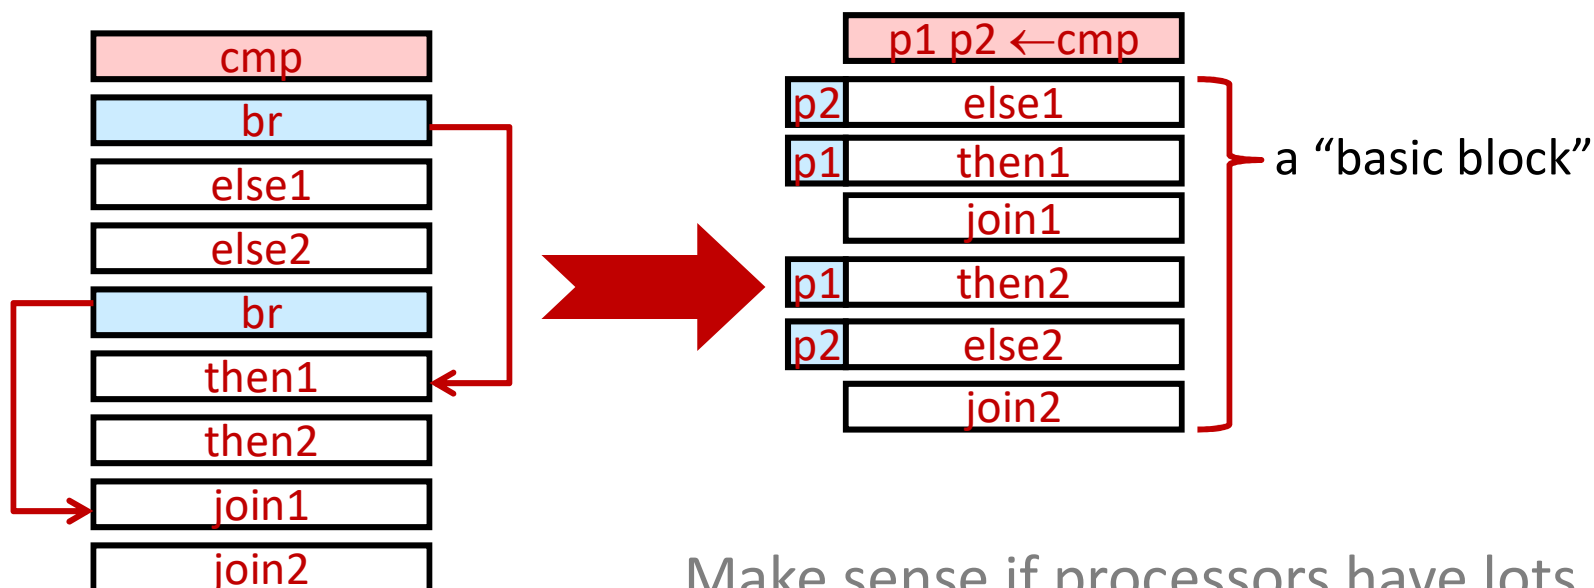 cmp
br
else1
else2
br
then1
then2
join1
join2
p1 p2 ←cmp
p2 else1
p1 then1
join1
p1 then2
p2 else2
join2
a “basic block”
Make sense if processors have lots